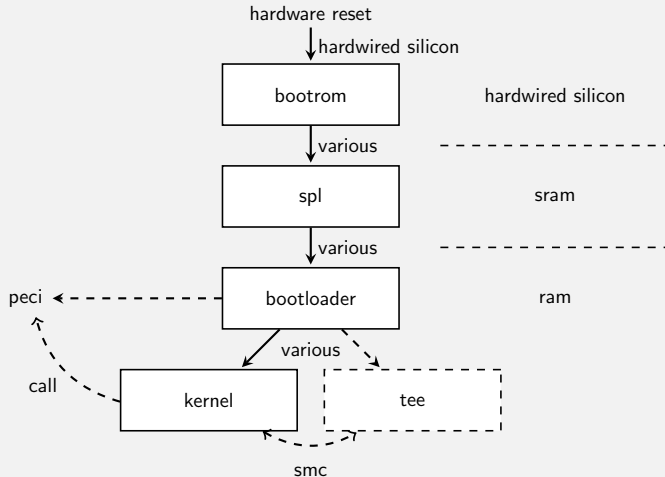 hardware reset
hardwired silicon
bootrom
hardwired silicon
various
spl
sram
various
peci
bootloader
ram
various
call
kernel
tee
smc